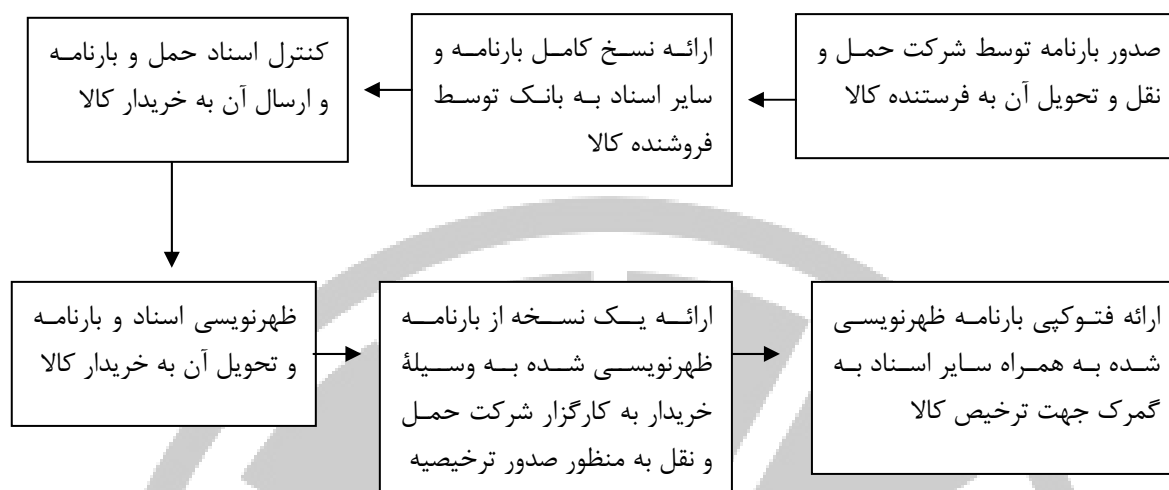 صدور بارنامه توسط شرکت حمل و
نقل و تحویل آن به فرستنده کالا
ارائه نسخ کامل بارنامه و
سایر اسناد به بانک توسط
فروشنده کالا
کنترل اسناد حمل و بارنامه
و ارسال آن به خریدار کالا
ظهرنویسی اسناد و بارنامه
و تحویل آن به خریدار کالا
ارائه یک نسخه از بارنامه
ظهرنویسی شده به وسیلۀ
خریدار به کارگزار شرکت حمل
و نقل به منظور صدور ترخیصیه
ارائه فتوکپی بارنامه ظهرنویسی
شده به همراه سایر اسناد به
گمرک جهت ترخیص کالا